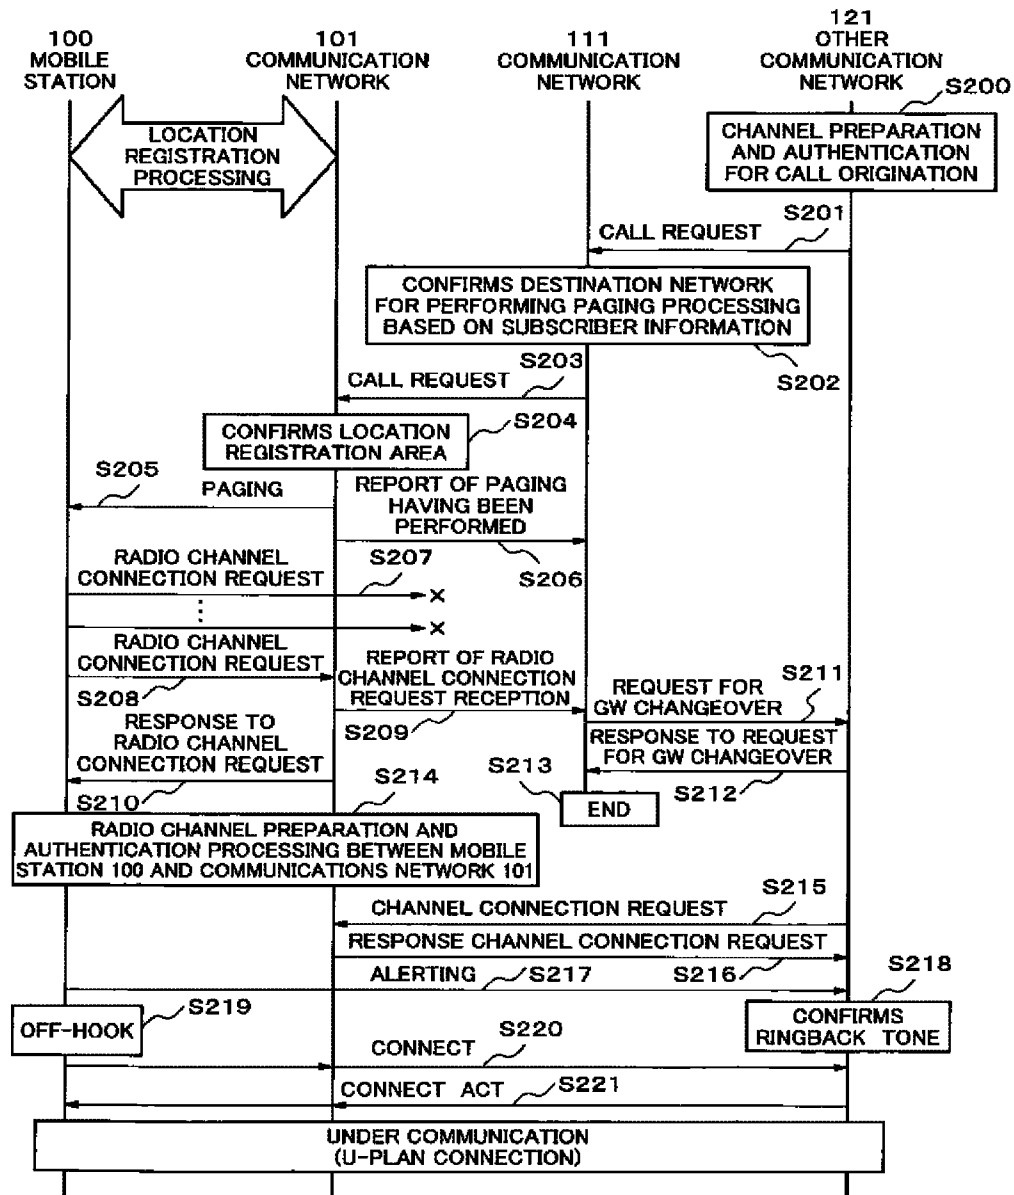 100
MOBILE
STATION
101
COMMUNICATION
NETWORK
111
COMMUNICATION
NETWORK
121
OTHER
COMMUNICATION
NETWORK
LOCATION
REGISTRATION
PROCESSING
S200
CHANNEL PREPARATION
AND AUTHENTICATION
FOR CALL ORIGINATION
S201
CALL REQUEST
CONFIRMS DESTINATION NETWORK
FOR PERFORMING PAGING PROCESSING
BASED ON SUBSCRIBER INFORMATION
S202
S203
CALL REQUEST
S204
CONFIRMS LOCATION
REGISTRATION AREA
S205
PAGING
REPORT OF PAGING
HAVING BEEN
PERFORMED
S206
RADIO CHANNEL
CONNECTION REQUEST
S207
×
⋮
×
RADIO CHANNEL
CONNECTION REQUEST
S208
REPORT OF RADIO
CHANNEL CONNECTION
REQUEST RECEPTION
S209
S211
REQUEST FOR
GW CHANGEOVER
RESPONSE TO REQUEST
FOR GW CHANGEOVER
S212
RESPONSE TO
RADIO CHANNEL
CONNECTION REQUEST
S210
S213
END
S214
RADIO CHANNEL PREPARATION AND
AUTHENTICATION PROCESSING BETWEEN MOBILE
STATION 100 AND COMMUNICATIONS NETWORK 101
S215
CHANNEL CONNECTION REQUEST
RESPONSE CHANNEL CONNECTION REQUEST
S216
ALERTING
S217
S218
CONFIRMS
RINGBACK TONE
S219
OFF-HOOK
S220
CONNECT
S221
CONNECT ACT
UNDER COMMUNICATION
(U-PLAN CONNECTION)